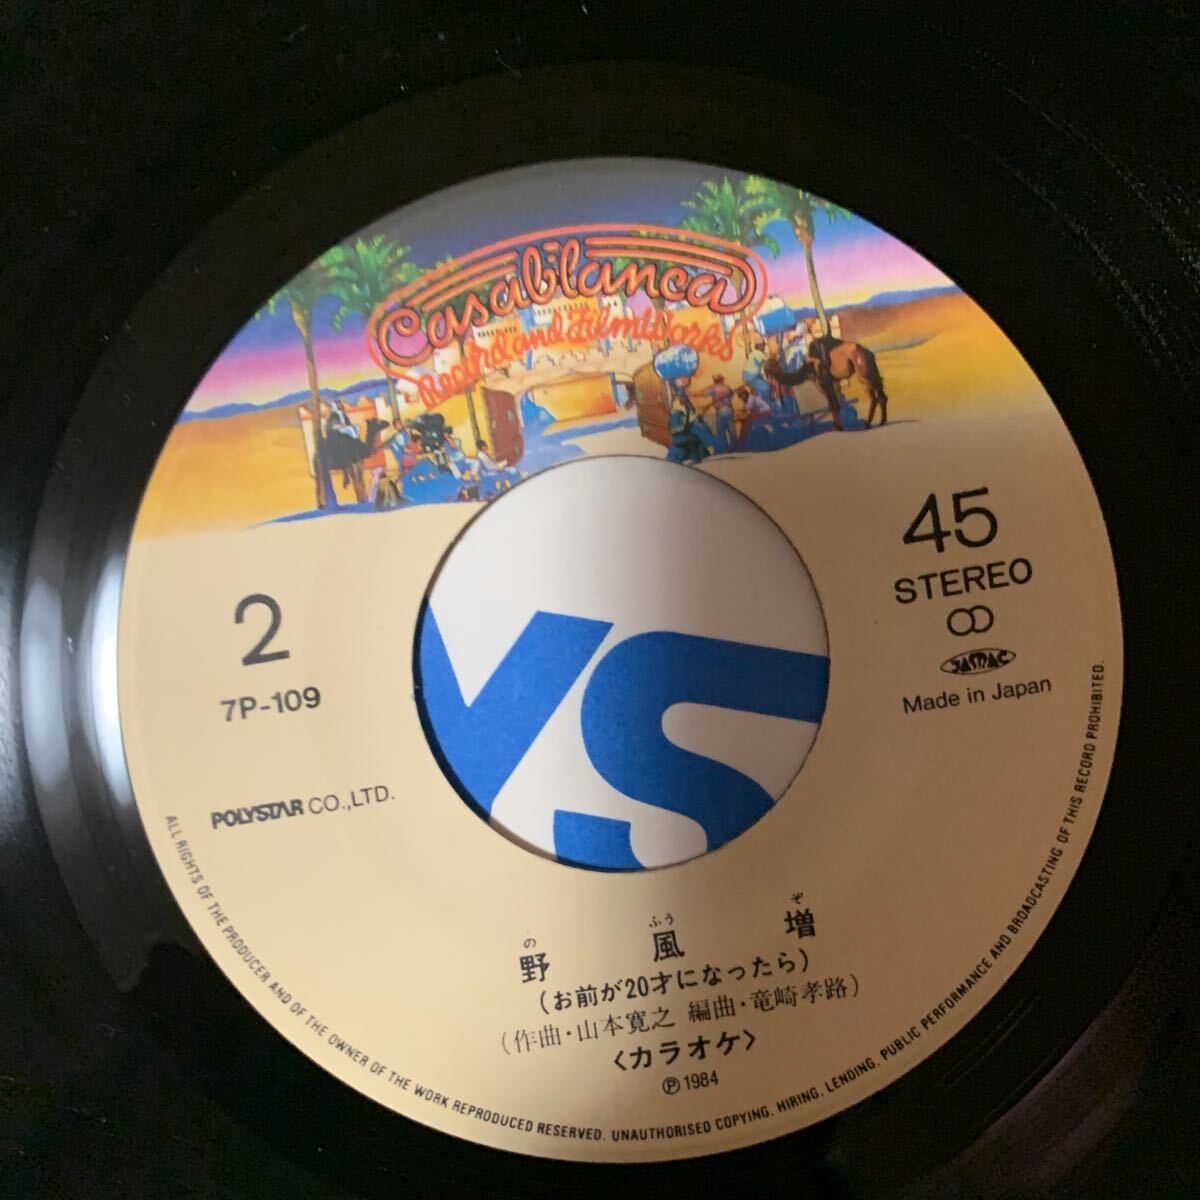 Casablanca
Record and FilmWorks
45
STEREO
JASRAC
Made in Japan
2
7P-109
POLYSTAR CO.,LTD.
YS
の ふう ぞ
野 風 増
(お前が20才になったら)
(作曲・山本寛之 編曲・竜崎孝路)
〈カラオケ〉
Ⓟ 1984
ALL RIGHTS OF THE PRODUCER AND OF THE OWNER OF THE WORK REPRODUCED RESERVED. UNAUTHORISED COPYING, HIRING, LENDING, PUBLIC PERFORMANCE AND BROADCASTING OF THIS RECORD PROHIBITED.